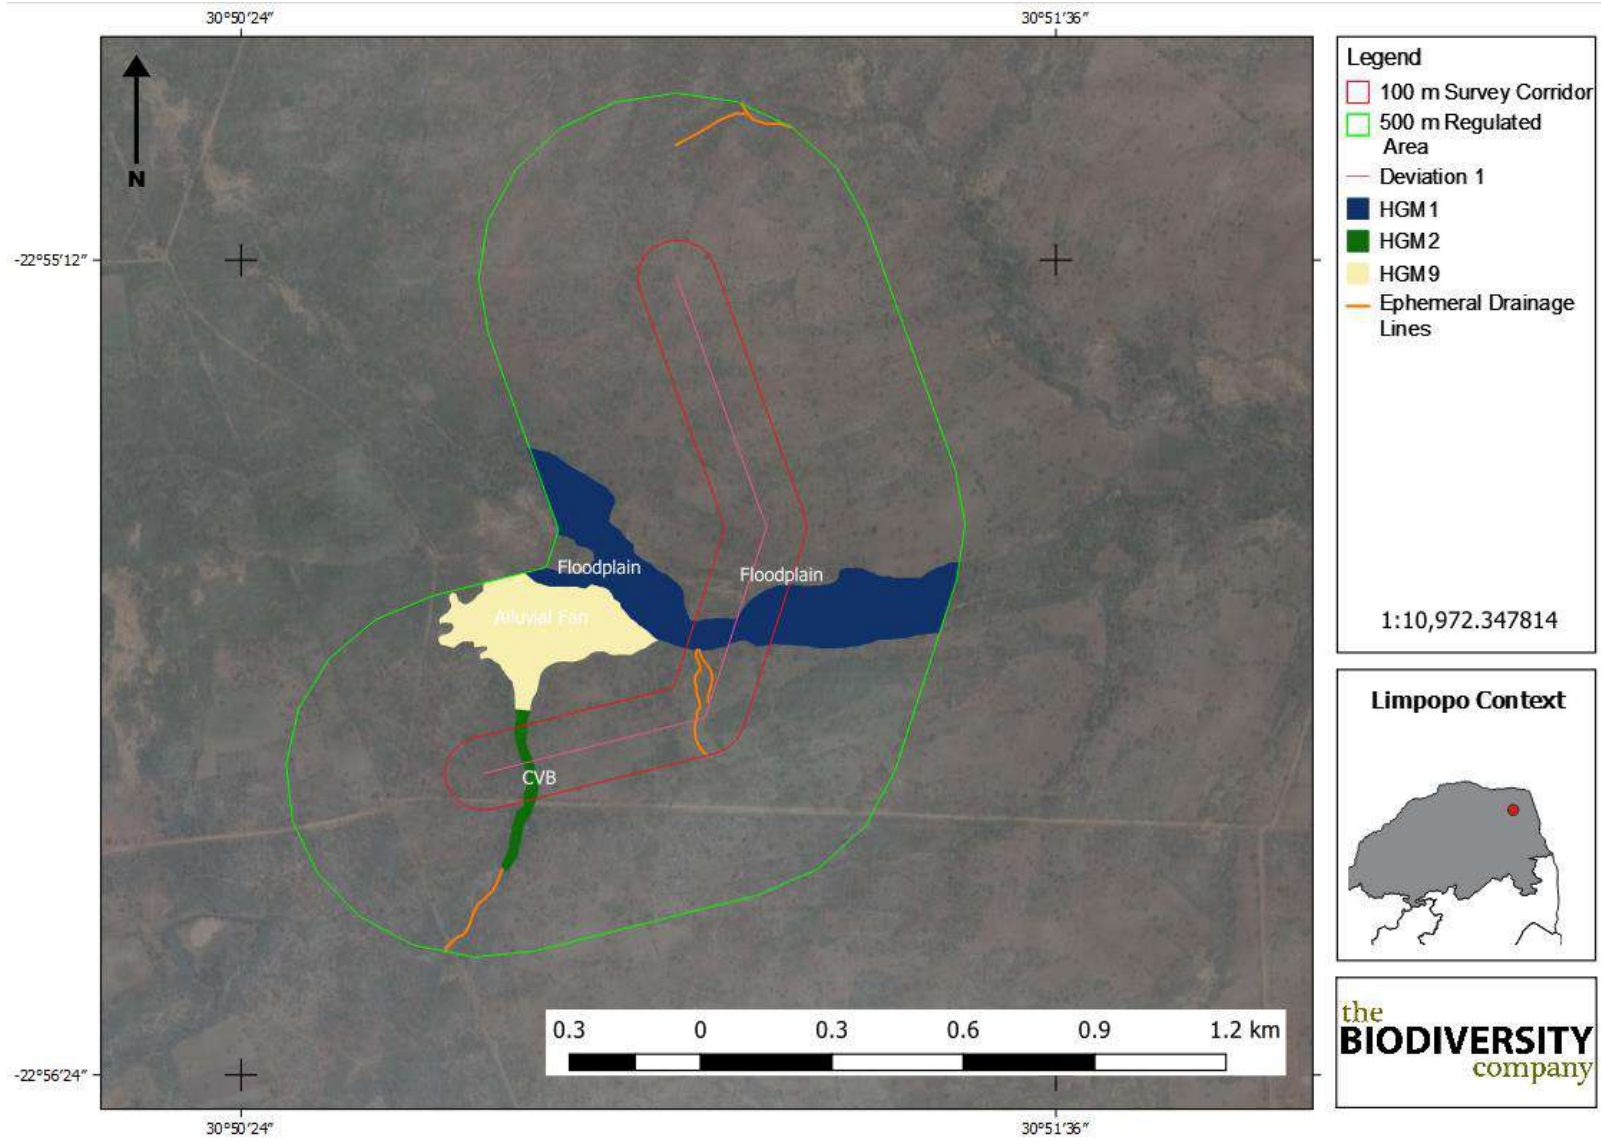 30°50′24″
30°51′36″
-22°55′12″
-22°56′24″
N
Floodplain
Floodplain
Alluvial Fan
CVB
0.3 0 0.3 0.6 0.9 1.2 km
30°50′24″
30°51′36″
Legend
100 m Survey Corridor
500 m Regulated
Area
Deviation 1
HGM 1
HGM 2
HGM 9
Ephemeral Drainage
Lines
1:10,972.347814
Limpopo Context
the
BIODIVERSITY
company